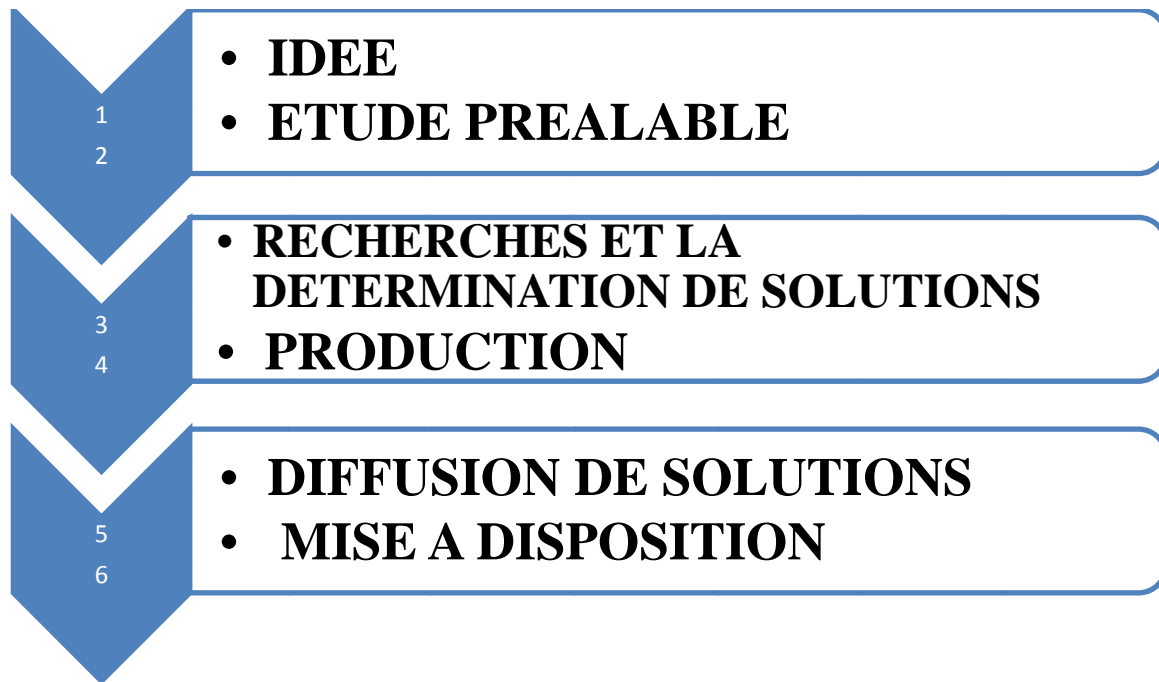 1
2
• IDEE
• ETUDE PREALABLE
3
4
• RECHERCHES ET LA
DETERMINATION DE SOLUTIONS
• PRODUCTION
5
6
• DIFFUSION DE SOLUTIONS
• MISE A DISPOSITION